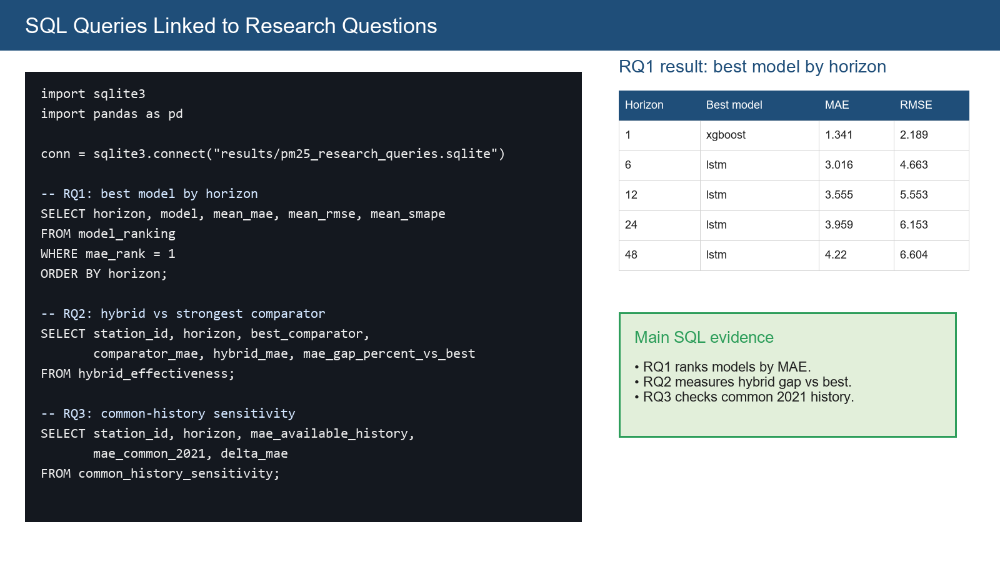 SQL Queries Linked to Research Questions
import sqlite3
import pandas as pd
conn = sqlite3.connect("results/pm25_research_queries.sqlite")
-- RQ1: best model by horizon
SELECT horizon, model, mean_mae, mean_rmse, mean_smape
FROM model_ranking
WHERE mae_rank = 1
ORDER BY horizon;
-- RQ2: hybrid vs strongest comparator
SELECT station_id, horizon, best_comparator,
       comparator_mae, hybrid_mae, mae_gap_percent_vs_best
FROM hybrid_effectiveness;
-- RQ3: common-history sensitivity
SELECT station_id, horizon, mae_available_history,
       mae_common_2021, delta_mae
FROM common_history_sensitivity;
RQ1 result: best model by horizon
Horizon Best model MAE RMSE
1 xgboost 1.341 2.189
6 lstm 3.016 4.663
12 lstm 3.555 5.553
24 lstm 3.959 6.153
48 lstm 4.22 6.604
Main SQL evidence
• RQ1 ranks models by MAE.
• RQ2 measures hybrid gap vs best.
• RQ3 checks common 2021 history.